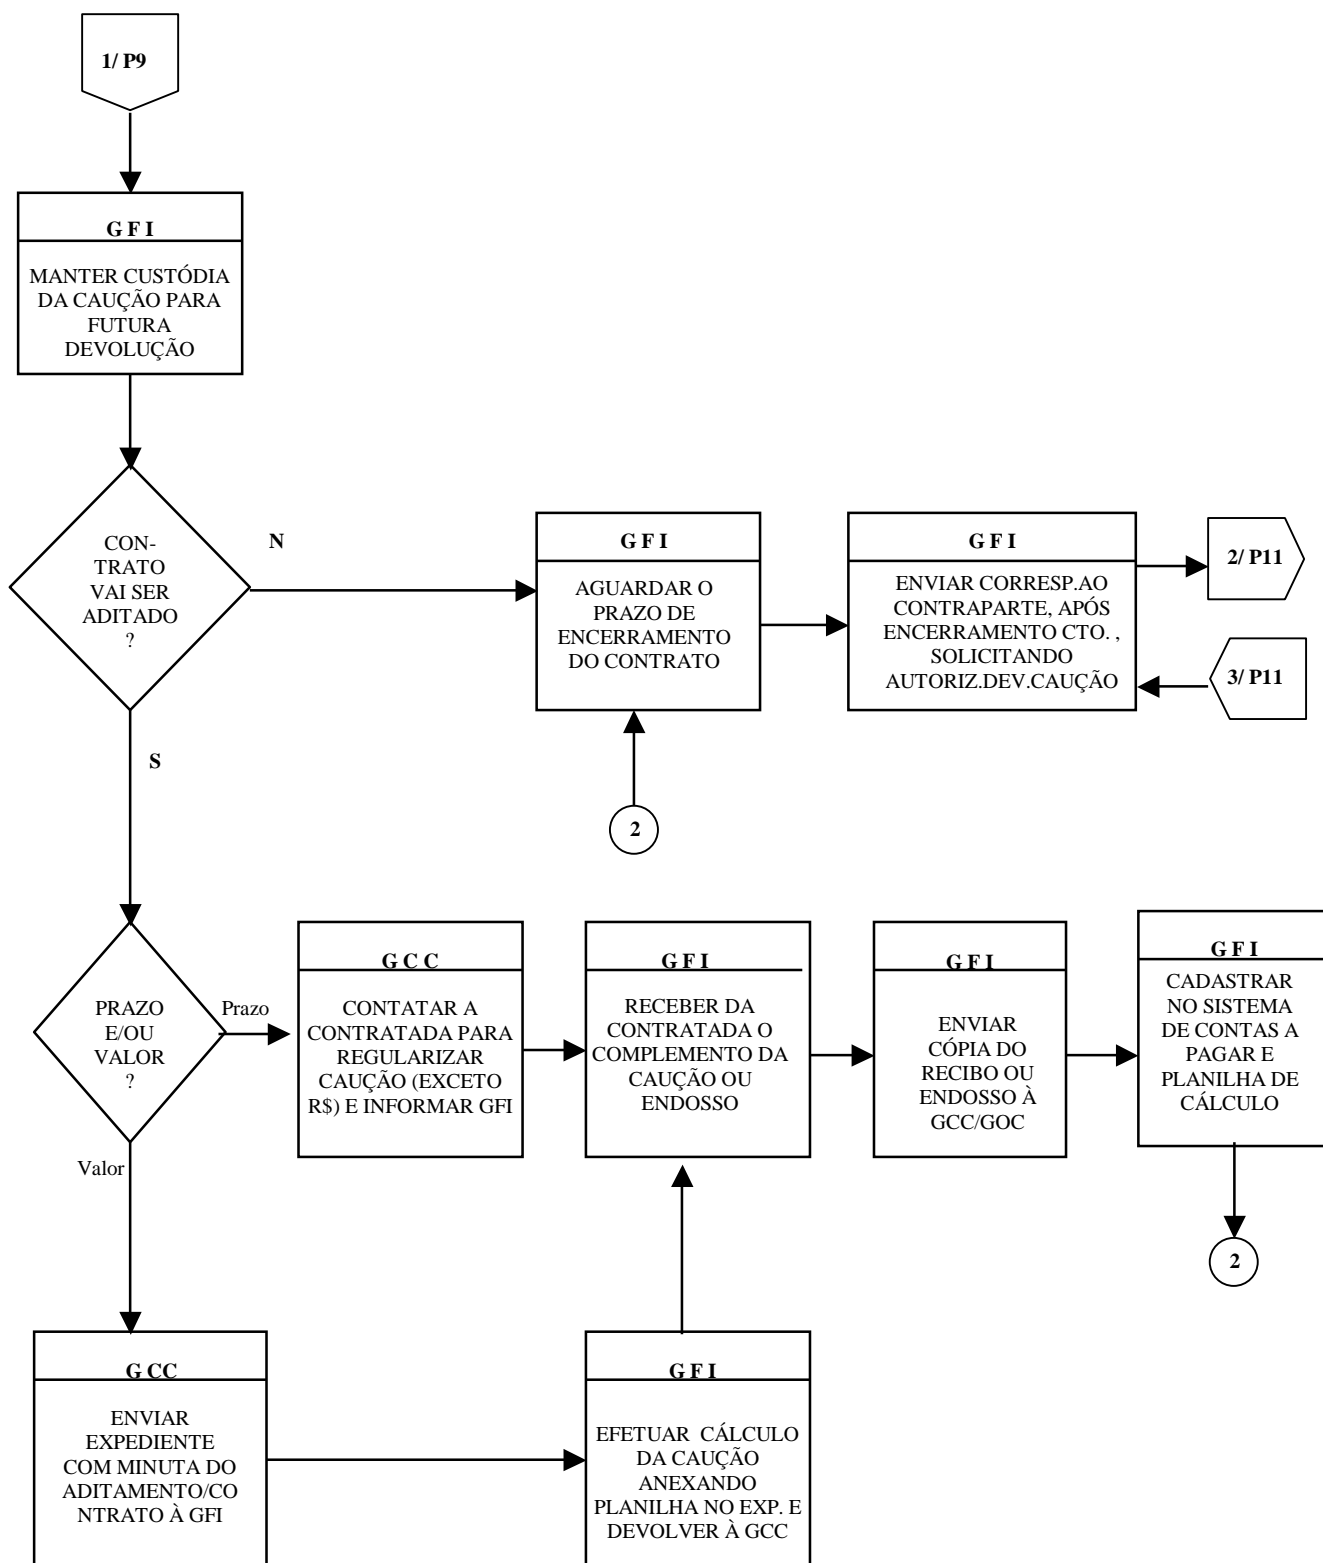 1/ P9
G F I
MANTER CUSTÓDIA
DA CAUÇÃO PARA
FUTURA
DEVOLUÇÃO
CON-
TRATO
VAI SER
ADITADO
?
N
S
G F I
AGUARDAR O
PRAZO DE
ENCERRAMENTO
DO CONTRATO
2
G F I
ENVIAR CORRESP.AO
CONTRAPARTE, APÓS
ENCERRAMENTO CTO. ,
SOLICITANDO
AUTORIZ.DEV.CAUÇÃO
2/ P11
3/ P11
PRAZO
E/OU
VALOR
?
Prazo
Valor
G C C
CONTATAR A
CONTRATADA PARA
REGULARIZAR
CAUÇÃO (EXCETO
R$) E INFORMAR GFI
G F I
RECEBER DA
CONTRATADA O
COMPLEMENTO DA
CAUÇÃO OU
ENDOSSO
G F I
ENVIAR
CÓPIA DO
RECIBO OU
ENDOSSO À
GCC/GOC
G F I
CADASTRAR
NO SISTEMA
DE CONTAS A
PAGAR E
PLANILHA DE
CÁLCULO
2
G CC
ENVIAR
EXPEDIENTE
COM MINUTA DO
ADITAMENTO/CO
NTRATO À GFI
G F I
EFETUAR CÁLCULO
DA CAUÇÃO
ANEXANDO
PLANILHA NO EXP. E
DEVOLVER À GCC